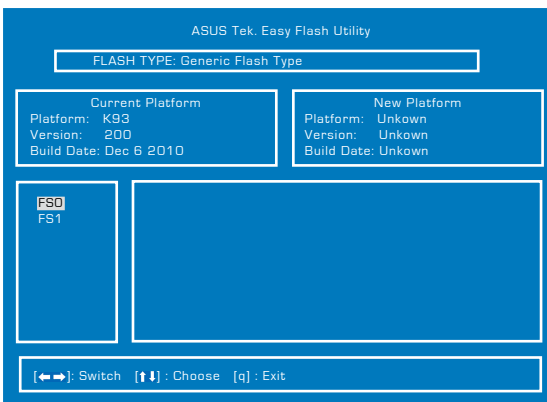 ASUS Tek. Easy Flash Utility
FLASH TYPE: Generic Flash Type
Current Platform
Platform: K93
Version: 200
Build Date: Dec 6 2010
New Platform
Platform: Unkown
Version: Unkown
Build Date: Unkown
FS0
FS1
[←→]: Switch [↑↓] : Choose [q] : Exit